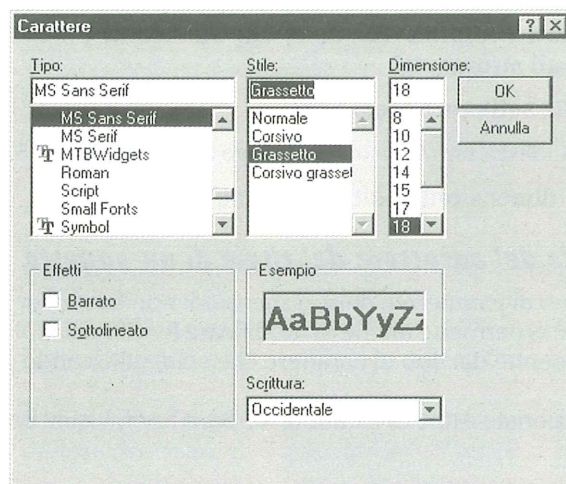 Carattere
Tipo:
MS Sans Serif
MS Sans Serif
MS Serif
MTBWidgets
Roman
Script
Small Fonts
Symbol
Stile:
Grassetto
Normale
Corsivo
Grassetto
Corsivo grasset
Dimensione:
18
8
10
12
14
15
17
18
OK
Annulla
Effetti
Barrato
Sottolineato
Esempio
AaBbYyZz
Scrittura:
Occidentale